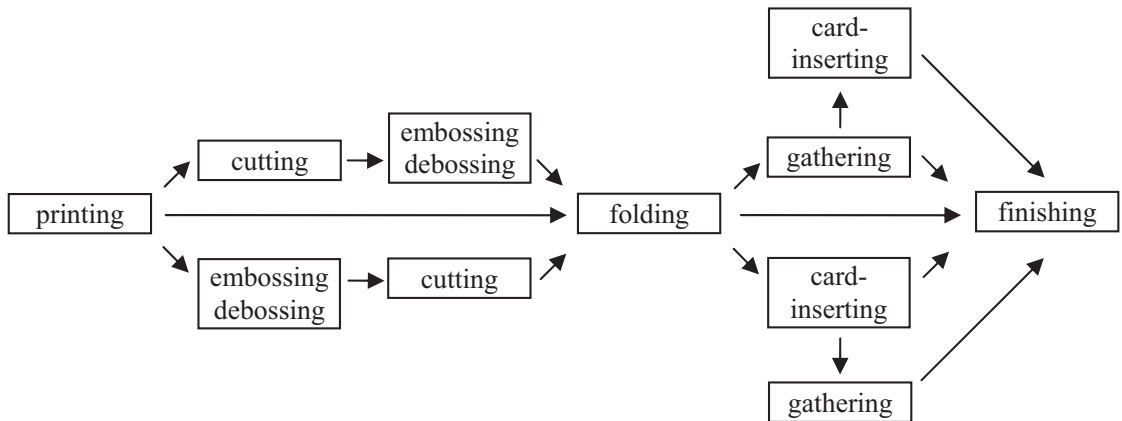 card-
inserting
embossing
debossing
cutting
gathering
printing
folding
finishing
embossing
debossing
cutting
card-
inserting
gathering